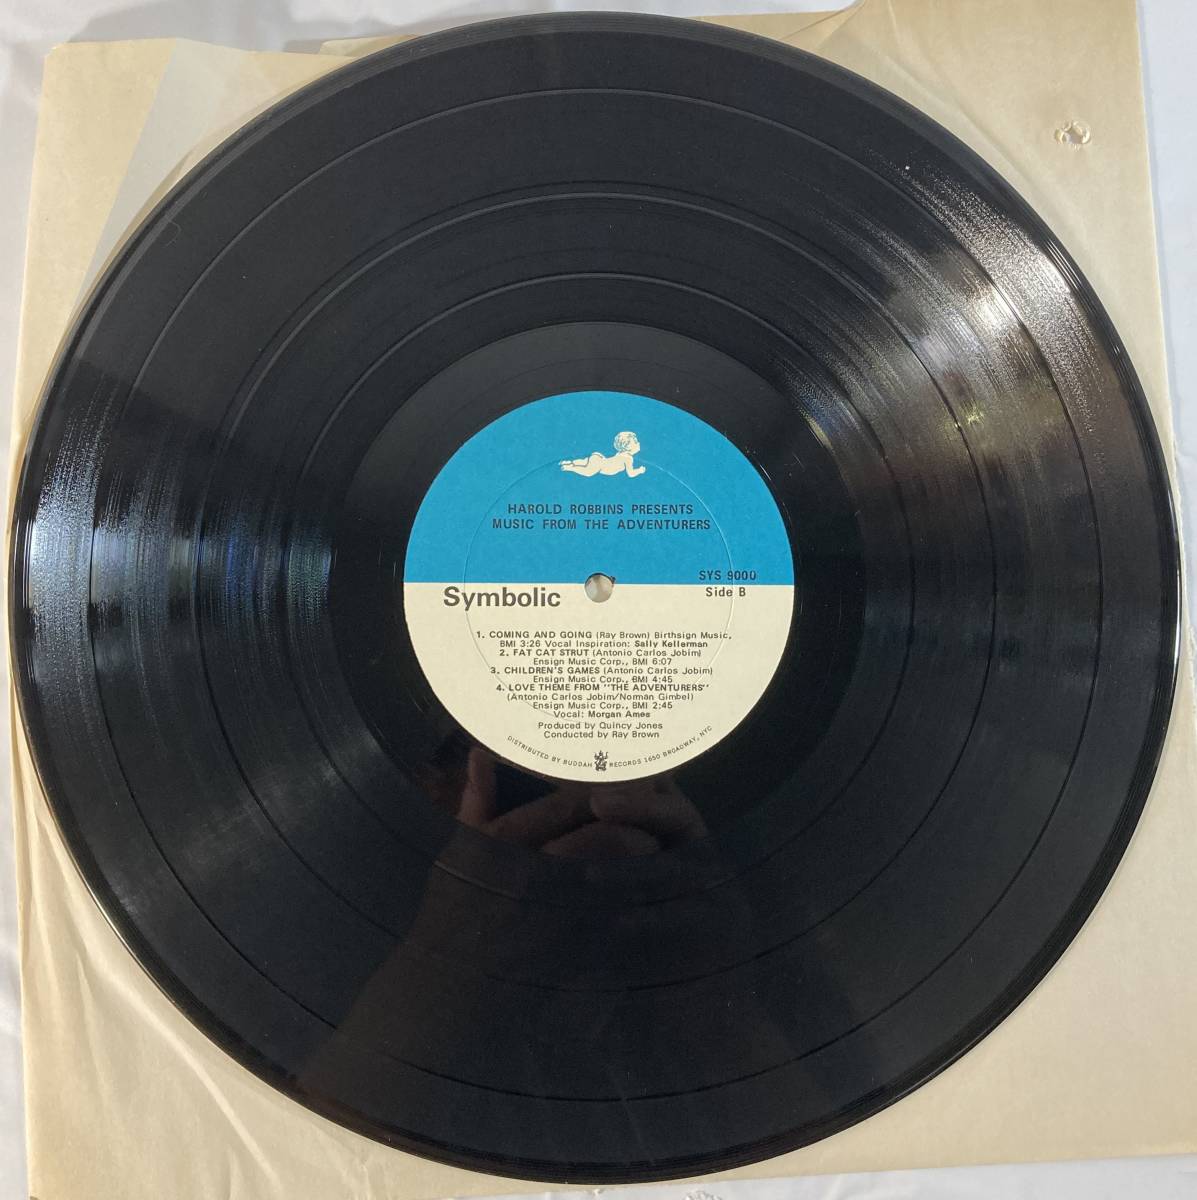 HAROLD ROBBINS PRESENTS
MUSIC FROM THE ADVENTURERS
SYS 9000
Symbolic
Side B
1. COMING AND GOING (Ray Brown) Birthsign Music,
BMI 3:26 Vocal Inspiration: Sally Kellerman
2. FAT CAT STRUT (Antonio Carlos Jobim)
Ensign Music Corp., BMI 6:07
3. CHILDREN'S GAMES (Antonio Carlos Jobim)
Ensign Music Corp., BMI 4:45
4. LOVE THEME FROM "THE ADVENTURERS"
(Antonio Carlos Jobim/Norman Gimbel)
Ensign Music Corp., BMI 2:45
Vocal: Morgan Ames
Produced by Quincy Jones
Conducted by Ray Brown
DISTRIBUTED BY BUDDAH RECORDS 1650 BROADWAY, NYC